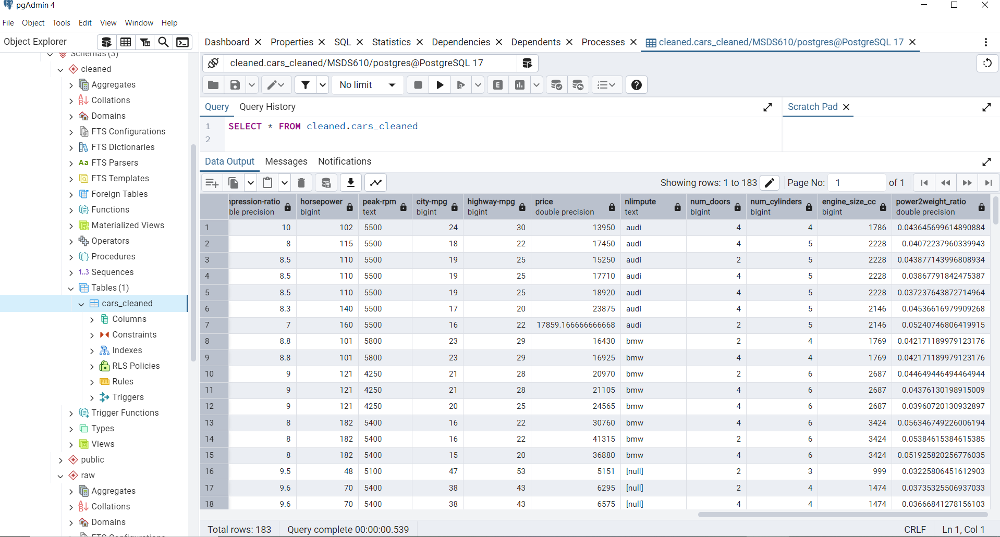 pgAdmin 4
File Object Tools Edit View Window Help
Object Explorer
Dashboard Properties SQL Statistics Dependencies Dependents Processes cleaned.cars_cleaned/MSDS610/postgres@PostgreSQL 17
Schemas (3)
cleaned
Aggregates
Collations
Domains
FTS Configurations
FTS Dictionaries
Aa FTS Parsers
FTS Templates
Foreign Tables
Functions
Materialized Views
Operators
Procedures
1..3 Sequences
Tables (1)
cars_cleaned
Columns
Constraints
Indexes
RLS Policies
Rules
Triggers
Trigger Functions
Types
Views
public
raw
Aggregates
Collations
Domains
FTS Configurations
cleaned.cars_cleaned/MSDS610/postgres@PostgreSQL 17
No limit E
Query Query History Scratch Pad
1 SELECT * FROM cleaned.cars_cleaned
2
Data Output Messages Notifications
Showing rows: 1 to 183 Page No: 1 of 1
npression-ratio horsepower peak-rpm city-mpg highway-mpg price nlimpute num_doors num_cylinders engine_size_cc power2weight_ratio
ble precision bigint text bigint bigint double precision text bigint bigint bigint double precision
1 10 102 5500 24 30 13950 audi 4 4 1786 0.043645699614890884
2 8 115 5500 18 22 17450 audi 4 5 2228 0.04072237960339943
3 8.5 110 5500 19 25 15250 audi 2 5 2228 0.043877143996808934
4 8.5 110 5500 19 25 17710 audi 4 5 2228 0.03867791842475387
5 8.5 110 5500 19 25 18920 audi 4 5 2228 0.037237643872714964
6 8.3 140 5500 17 20 23875 audi 4 5 2146 0.04536616979909268
7 7 160 5500 16 22 17859.166666666668 audi 2 5 2146 0.05240746806419915
8 8.8 101 5800 23 29 16430 bmw 2 4 1769 0.042171189979123176
9 8.8 101 5800 23 29 16925 bmw 4 4 1769 0.042171189979123176
10 9 121 4250 21 28 20970 bmw 2 6 2687 0.044649446494464944
11 9 121 4250 21 28 21105 bmw 4 6 2687 0.04376130198915009
12 9 121 4250 20 25 24565 bmw 4 6 2687 0.03960720130932897
13 8 182 5400 16 22 30760 bmw 4 6 3424 0.056346749226006194
14 8 182 5400 16 22 41315 bmw 2 6 3424 0.05384615384615385
15 8 182 5400 15 20 36880 bmw 4 6 3424 0.051925820256776035
16 9.5 48 5100 47 53 5151 [null] 2 3 999 0.03225806451612903
17 9.6 70 5400 38 43 6295 [null] 2 4 1474 0.03735325506937033
18 9.6 70 5400 38 43 6575 [null] 4 4 1474 0.03666841278156103
Total rows: 183 Query complete 00:00:00.539 CRLF Ln 1, Col 1